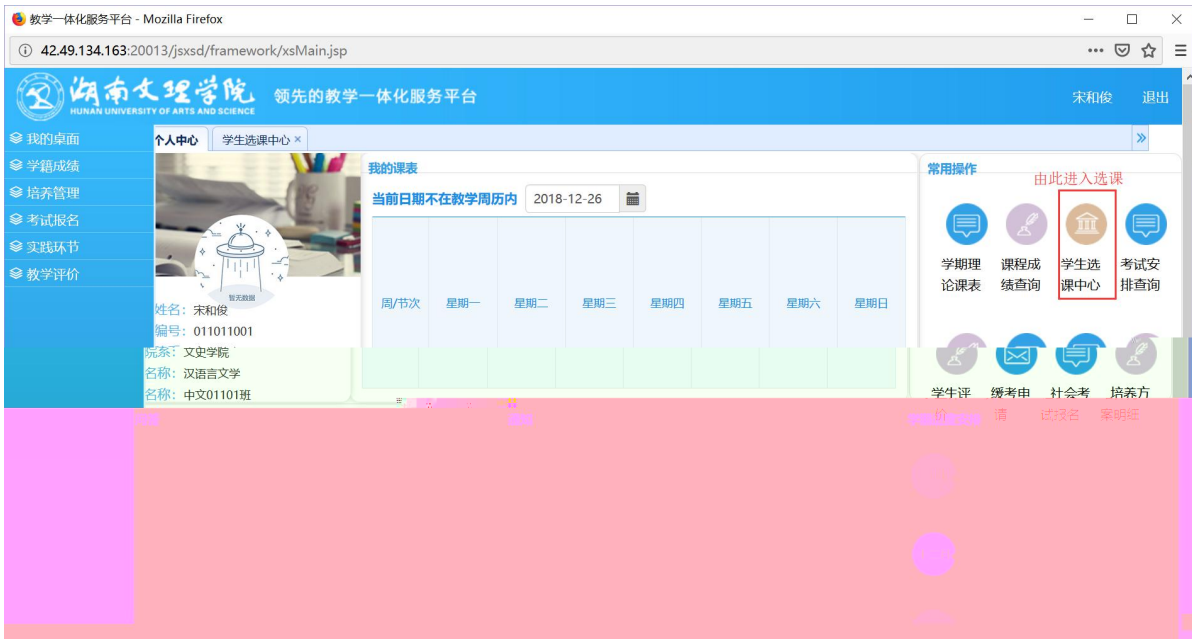 教学一体化服务平台 - Mozilla Firefox
42.49.134.163:20013/jsxsd/framework/xsMain.jsp
湖南文理学院
HUNAN UNIVERSITY OF ARTS AND SCIENCE
领先的教学一体化服务平台
宋和俊 退出
我的桌面
学籍成绩
培养管理
考试报名
实践环节
教学评价
个人中心 学生选课中心 ×
暂无数据
姓名：宋和俊
编号：011011001
院系：文史学院
名称：汉语言文学
名称：中文01101班
我的课表
当前日期不在教学周历内 2018-12-26
周/节次 星期一 星期二 星期三 星期四 星期五 星期六 星期日
常用操作
由此进入选课
学期理论课表
课程成绩查询
学生选课中心
考试安排查询
学生评价
缓考申请
社会考试报名
培养方案明细